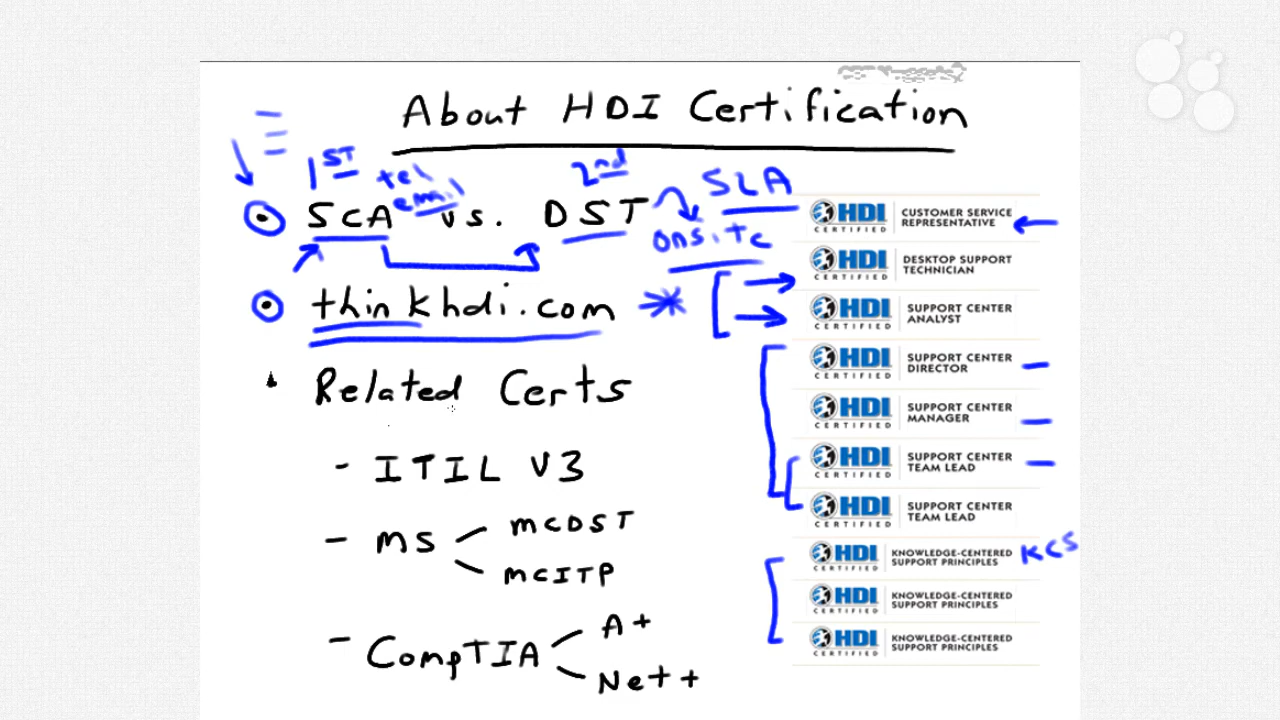 About HDI Certification
1ST
tel
email
2nd
SLA
SCA vs. DST
onsite
thinkhdi.com
Related Certs
- ITIL V3
- MS
MCDST
MCITP
- CompTIA
A+
Net+
HDI CERTIFIED CUSTOMER SERVICE REPRESENTATIVE
HDI CERTIFIED DESKTOP SUPPORT TECHNICIAN
HDI CERTIFIED SUPPORT CENTER ANALYST
HDI CERTIFIED SUPPORT CENTER DIRECTOR
HDI CERTIFIED SUPPORT CENTER MANAGER
HDI CERTIFIED SUPPORT CENTER TEAM LEAD
HDI CERTIFIED SUPPORT CENTER TEAM LEAD
HDI CERTIFIED KNOWLEDGE-CENTERED SUPPORT PRINCIPLES
KCS
HDI CERTIFIED KNOWLEDGE-CENTERED SUPPORT PRINCIPLES
HDI CERTIFIED KNOWLEDGE-CENTERED SUPPORT PRINCIPLES